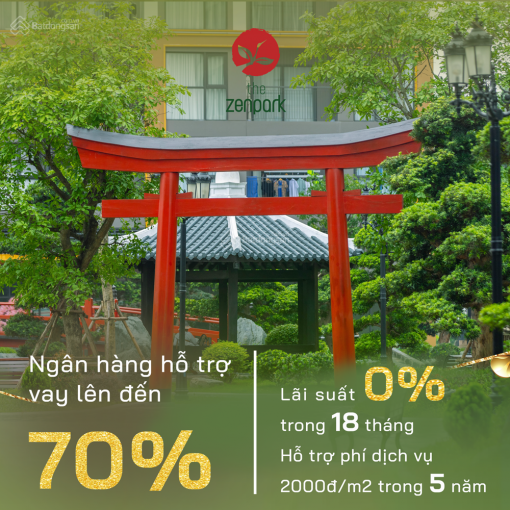 Batdongsan
the
zenpark
Ngân hàng hỗ trợ
vay lên đến
70%
Lãi suất 0%
trong 18 tháng
Hỗ trợ phí dịch vụ
2000đ/m2 trong 5 năm